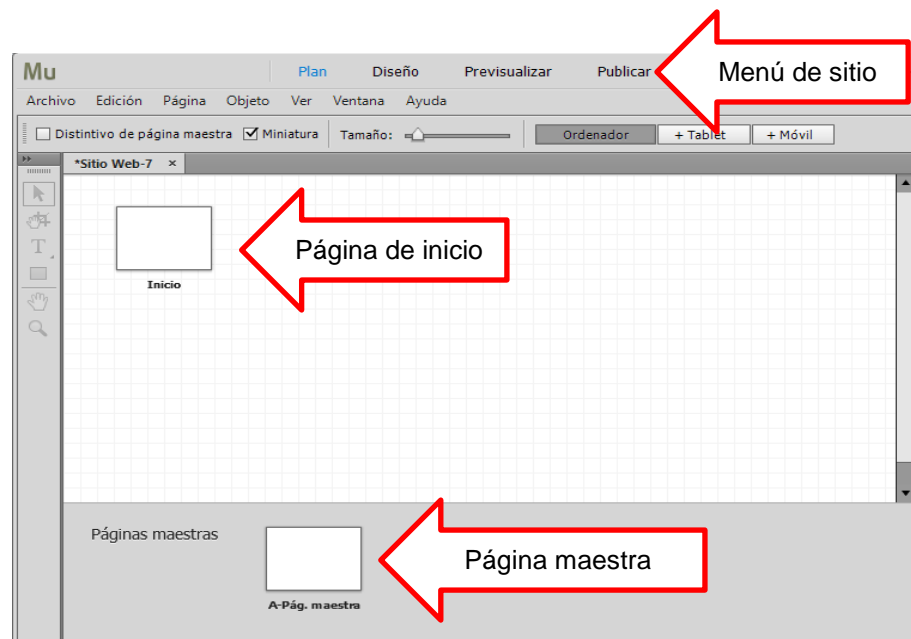 Mu Plan Diseño Previsualizar Publicar
Menú de sitio
Archivo Edición Página Objeto Ver Ventana Ayuda
Distintivo de página maestra Miniatura Tamaño: Ordenador + Tablet + Móvil
*Sitio Web-7 ×
T
Página de inicio
Inicio
Páginas maestras
Página maestra
A-Pág. maestra